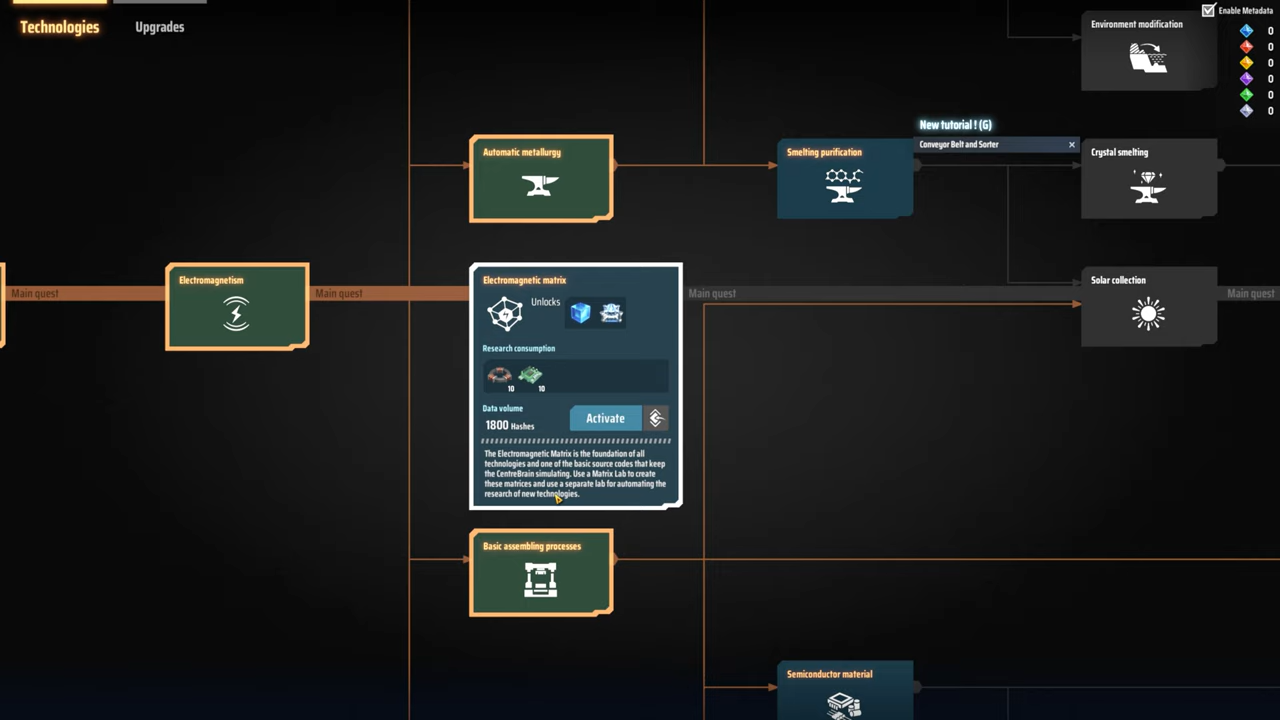 Technologies
Upgrades
Enable Metadata
0
0
0
0
0
0
Environment modification
New tutorial ! (G)
Conveyor Belt and Sorter
Automatic metallurgy
Smelting purification
Crystal smelting
Main quest
Electromagnetism
Main quest
Electromagnetic matrix
Unlocks
Research consumption
10
10
Data volume
1800 Hashes
Activate
The Electromagnetic Matrix is the foundation of all
technologies and one of the basic source codes that keep
the CentreBrain simulating. Use a Matrix Lab to create
these matrices and use a separate lab for automating the
research of new technologies.
Main quest
Solar collection
Main quest
Basic assembling processes
Semiconductor material